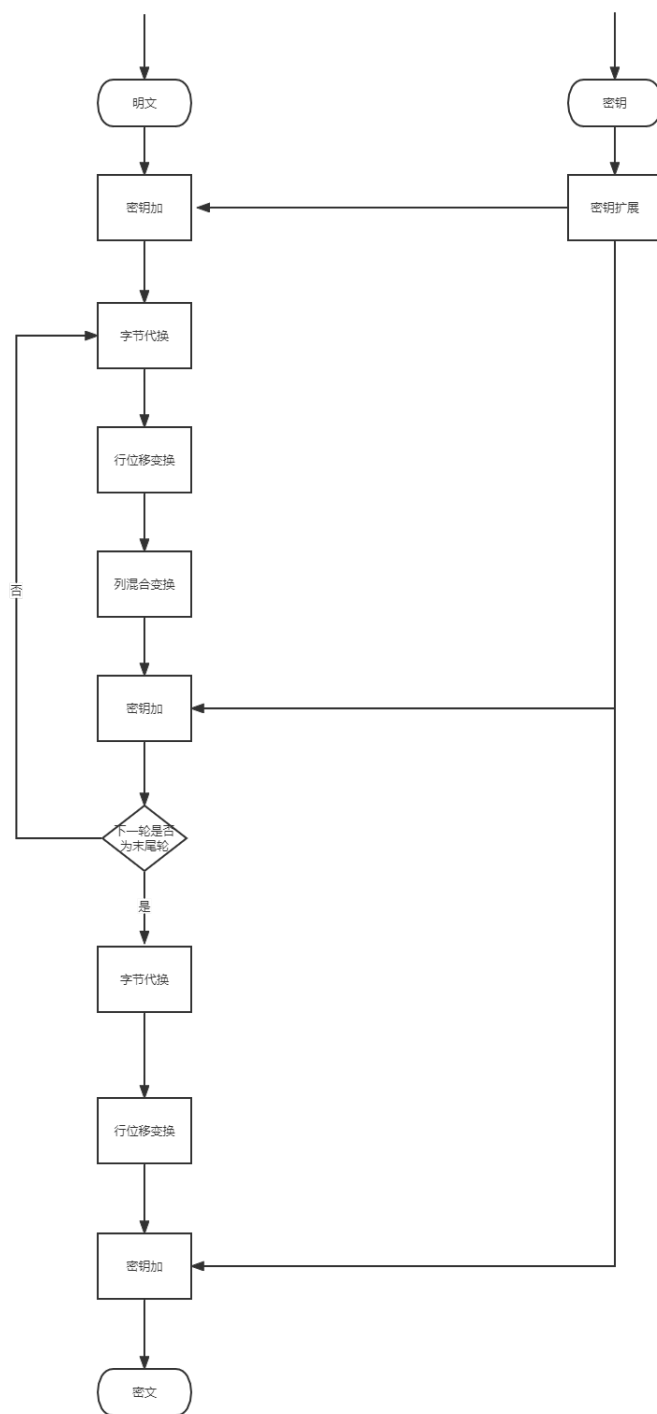 明文
密钥
密钥加
密钥扩展
字节代换
行位移变换
列混合变换
否
密钥加
下一轮是否
为末尾轮
是
字节代换
行位移变换
密钥加
密文